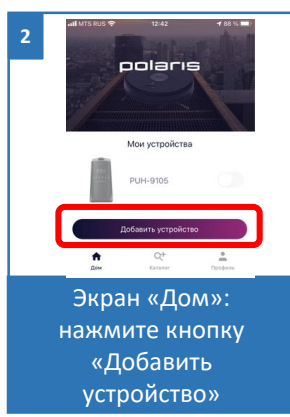 2
MTS RUS 12:42 88 %
polaris
Мои устройства
PUH-9105
Добавить устройство
Дом Каталог Профиль
Экран «Дом»:
нажмите кнопку
«Добавить
устройство»